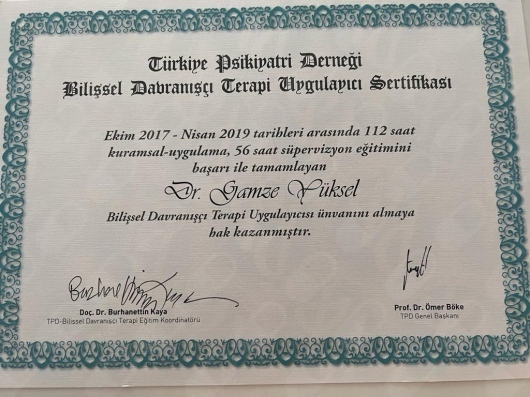 Türkiye Psikiyatri Derneği
Bilişsel Davranışçı Terapi Uygulayıcı Sertifikası
Ekim 2017 - Nisan 2019 tarihleri arasında 112 saat
kuramsal-uygulama, 56 saat süpervizyon eğitimini
başarı ile tamamlayan
Dr. Gamze Yüksel
Bilişsel Davranışçı Terapi Uygulayıcısı ünvanını almaya
hak kazanmıştır.
Doç. Dr. Burhanettin Kaya
TPD-Bilişsel Davranışçı Terapi Eğitim Koordinatörü
Prof. Dr. Ömer Böke
TPD Genel Başkanı